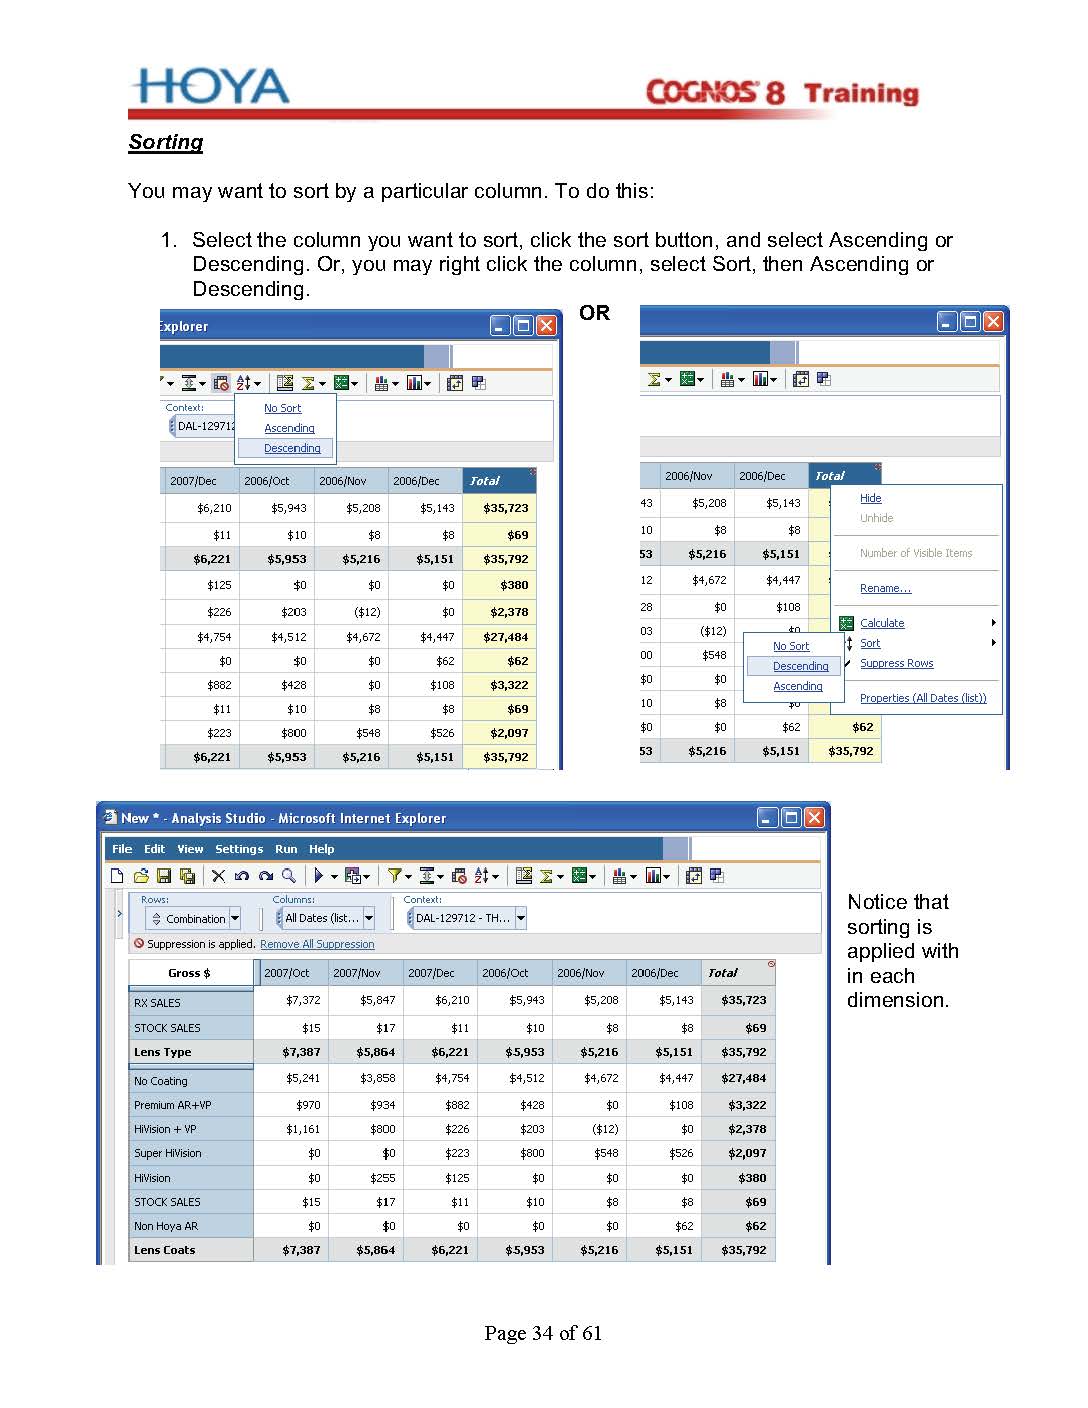 HOYA
COGNOS 8 Training
Sorting
You may want to sort by a particular column. To do this:
1. Select the column you want to sort, click the sort button, and select Ascending or
Descending. Or, you may right click the column, select Sort, then Ascending or
Descending.
Explorer
Context:
DAL-129712
No Sort
Ascending
Descending
2007/Dec 2006/Oct 2006/Nov 2006/Dec Total
$6,210 $5,943 $5,208 $5,143 $35,723
$11 $10 $8 $8 $69
$6,221 $5,953 $5,216 $5,151 $35,792
$125 $0 $0 $0 $380
$226 $203 ($12) $0 $2,378
$4,754 $4,512 $4,672 $4,447 $27,484
$0 $0 $0 $62 $62
$882 $428 $0 $108 $3,322
$11 $10 $8 $8 $69
$223 $800 $548 $526 $2,097
$6,221 $5,953 $5,216 $5,151 $35,792
OR
2006/Nov 2006/Dec Total
43 $5,208 $5,143
10 $8 $8
53 $5,216 $5,151
12 $4,672 $4,447
28 $0 $108
03 ($12) $0
00 $548
$0 $0
10 $8 $0
$0 $0 $62 $62
53 $5,216 $5,151 $35,792
Hide
Unhide
Number of Visible Items
Rename...
Calculate
Sort
Suppress Rows
Properties (All Dates (list))
No Sort
Descending
Ascending
New * - Analysis Studio - Microsoft Internet Explorer
File Edit View Settings Run Help
Rows: Columns: Context:
Combination All Dates (list... DAL-129712 - TH...
Suppression is applied. Remove All Suppression
Gross $ 2007/Oct 2007/Nov 2007/Dec 2006/Oct 2006/Nov 2006/Dec Total
RX SALES $7,372 $5,847 $6,210 $5,943 $5,208 $5,143 $35,723
STOCK SALES $15 $17 $11 $10 $8 $8 $69
Lens Type $7,387 $5,864 $6,221 $5,953 $5,216 $5,151 $35,792
No Coating $5,241 $3,858 $4,754 $4,512 $4,672 $4,447 $27,484
Premium AR+VP $970 $934 $882 $428 $0 $108 $3,322
HiVision + VP $1,161 $800 $226 $203 ($12) $0 $2,378
Super HiVision $0 $0 $223 $800 $548 $526 $2,097
HiVision $0 $255 $125 $0 $0 $0 $380
STOCK SALES $15 $17 $11 $10 $8 $8 $69
Non Hoya AR $0 $0 $0 $0 $0 $62 $62
Lens Coats $7,387 $5,864 $6,221 $5,953 $5,216 $5,151 $35,792
Notice that
sorting is
applied with
in each
dimension.
Page 34 of 61